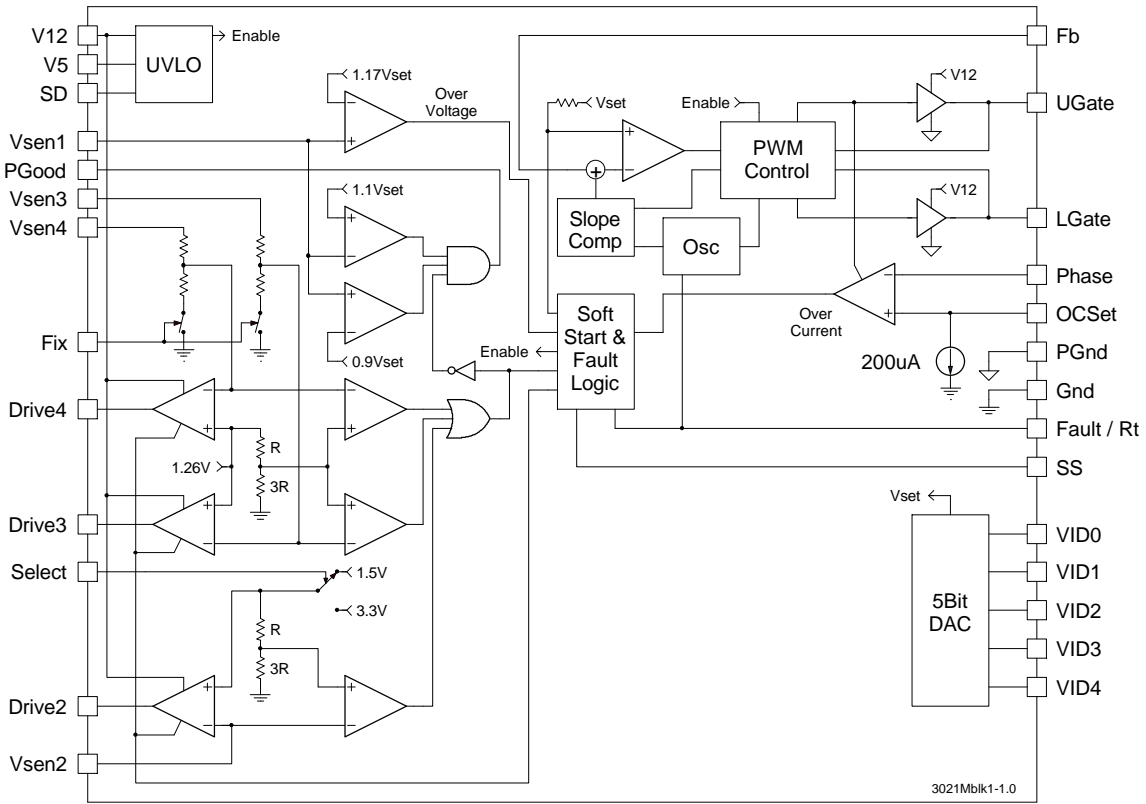 V12
V5
SD
Vsen1
PGood
Vsen3
Vsen4
Fix
Drive4
Drive3
Select
Drive2
Vsen2
UVLO
Enable
1.17Vset
Over
Voltage
1.1Vset
0.9Vset
Enable
1.26V
R
3R
1.5V
3.3V
R
3R
Vset
Enable
PWM
Control
V12
V12
Slope
Comp
Osc
Soft
Start &
Fault
Logic
Over
Current
200uA
Vset
5Bit
DAC
Fb
UGate
LGate
Phase
OCSet
PGnd
Gnd
Fault / Rt
SS
VID0
VID1
VID2
VID3
VID4
3021Mblk1-1.0
+
−